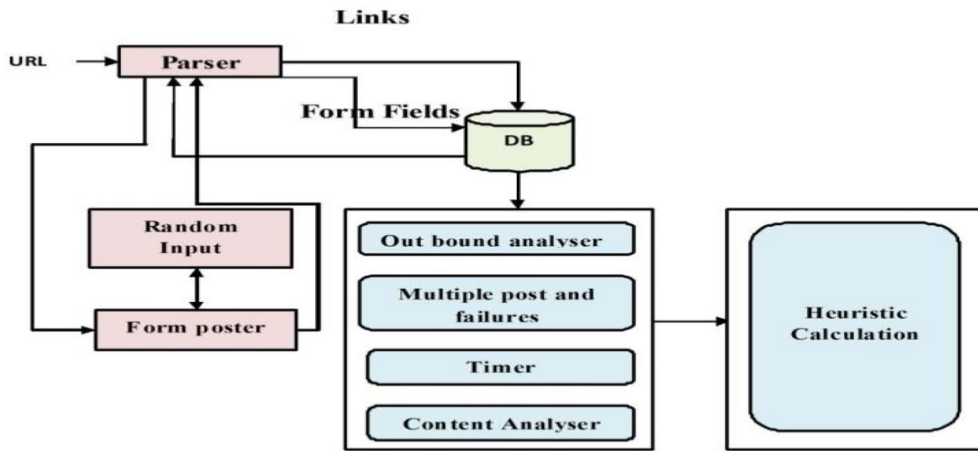 Links
URL
Parser
Form Fields
DB
Random
Input
Form poster
Out bound analyser
Multiple post and
failures
Timer
Content Analyser
Heuristic
Calculation